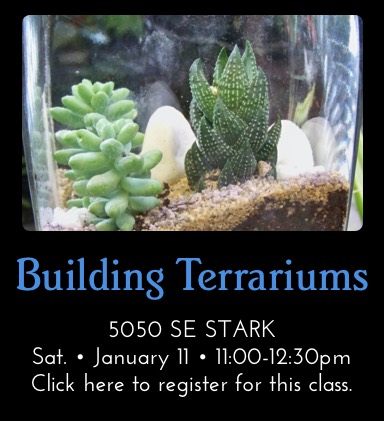 Building Terrariums
5050 SE STARK
Sat. • January 11 • 11:00-12:30pm
Click here to register for this class.